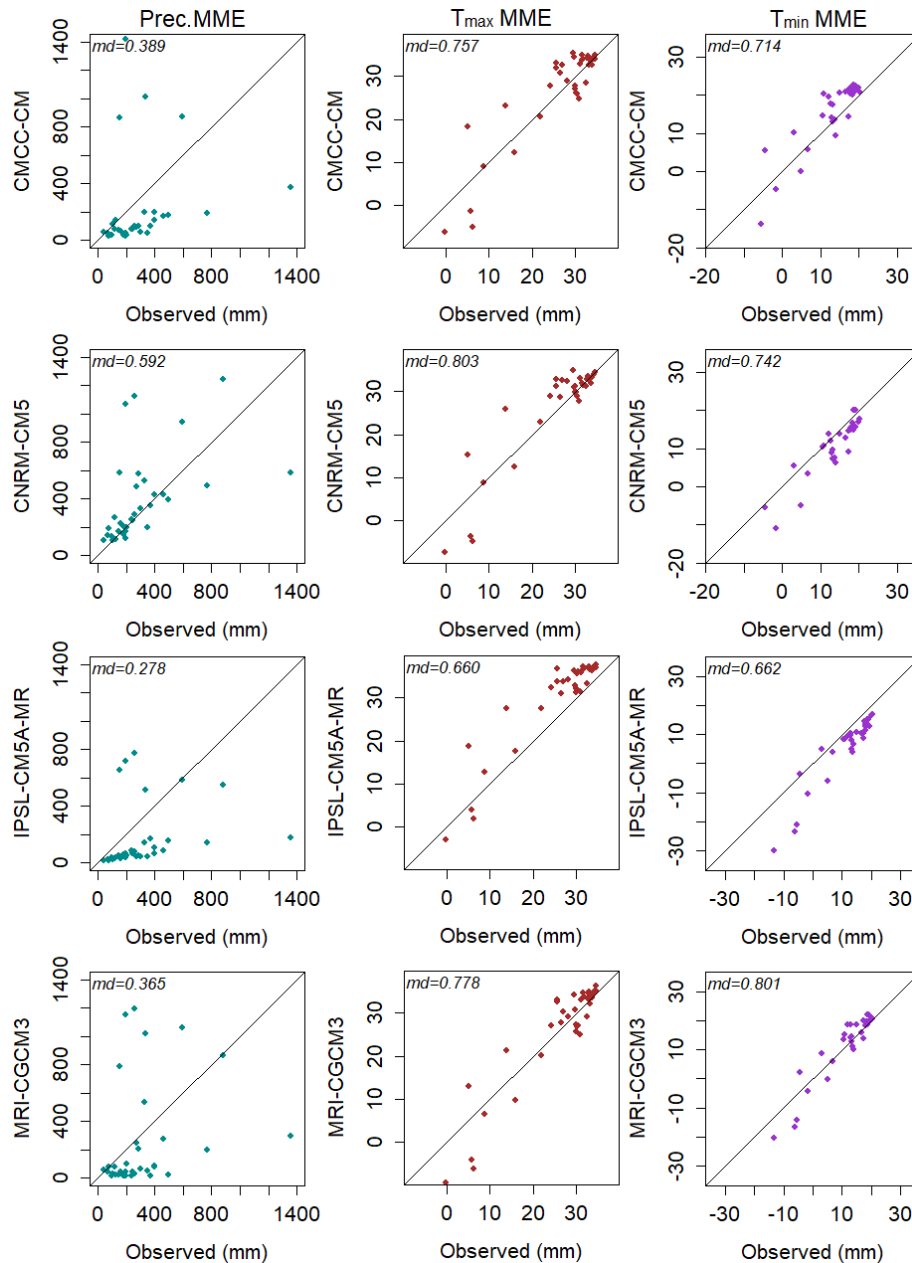 Prec.MME
Tmax MME
Tmin MME
md=0.389
CMCC-CM
0 400 800 1400
0 400 800 1400
Observed (mm)
md=0.757
CMCC-CM
0 10 20 30
0 10 20 30
Observed (mm)
md=0.714
CMCC-CM
-20 0 10 30
-20 0 10 30
Observed (mm)
md=0.592
CNRM-CM5
0 400 800 1400
0 400 800 1400
Observed (mm)
md=0.803
CNRM-CM5
0 10 20 30
0 10 20 30
Observed (mm)
md=0.742
CNRM-CM5
-20 0 10 30
-20 0 10 30
Observed (mm)
md=0.278
IPSL-CM5A-MR
0 400 800 1400
0 400 800 1400
Observed (mm)
md=0.660
IPSL-CM5A-MR
0 10 20 30
0 10 20 30
Observed (mm)
md=0.662
IPSL-CM5A-MR
-30 -10 10 30
-30 -10 10 30
Observed (mm)
md=0.365
MRI-CGCM3
0 400 800 1400
0 400 800 1400
Observed (mm)
md=0.778
MRI-CGCM3
0 10 20 30
0 10 20 30
Observed (mm)
md=0.801
MRI-CGCM3
-30 -10 10 30
-30 -10 10 30
Observed (mm)